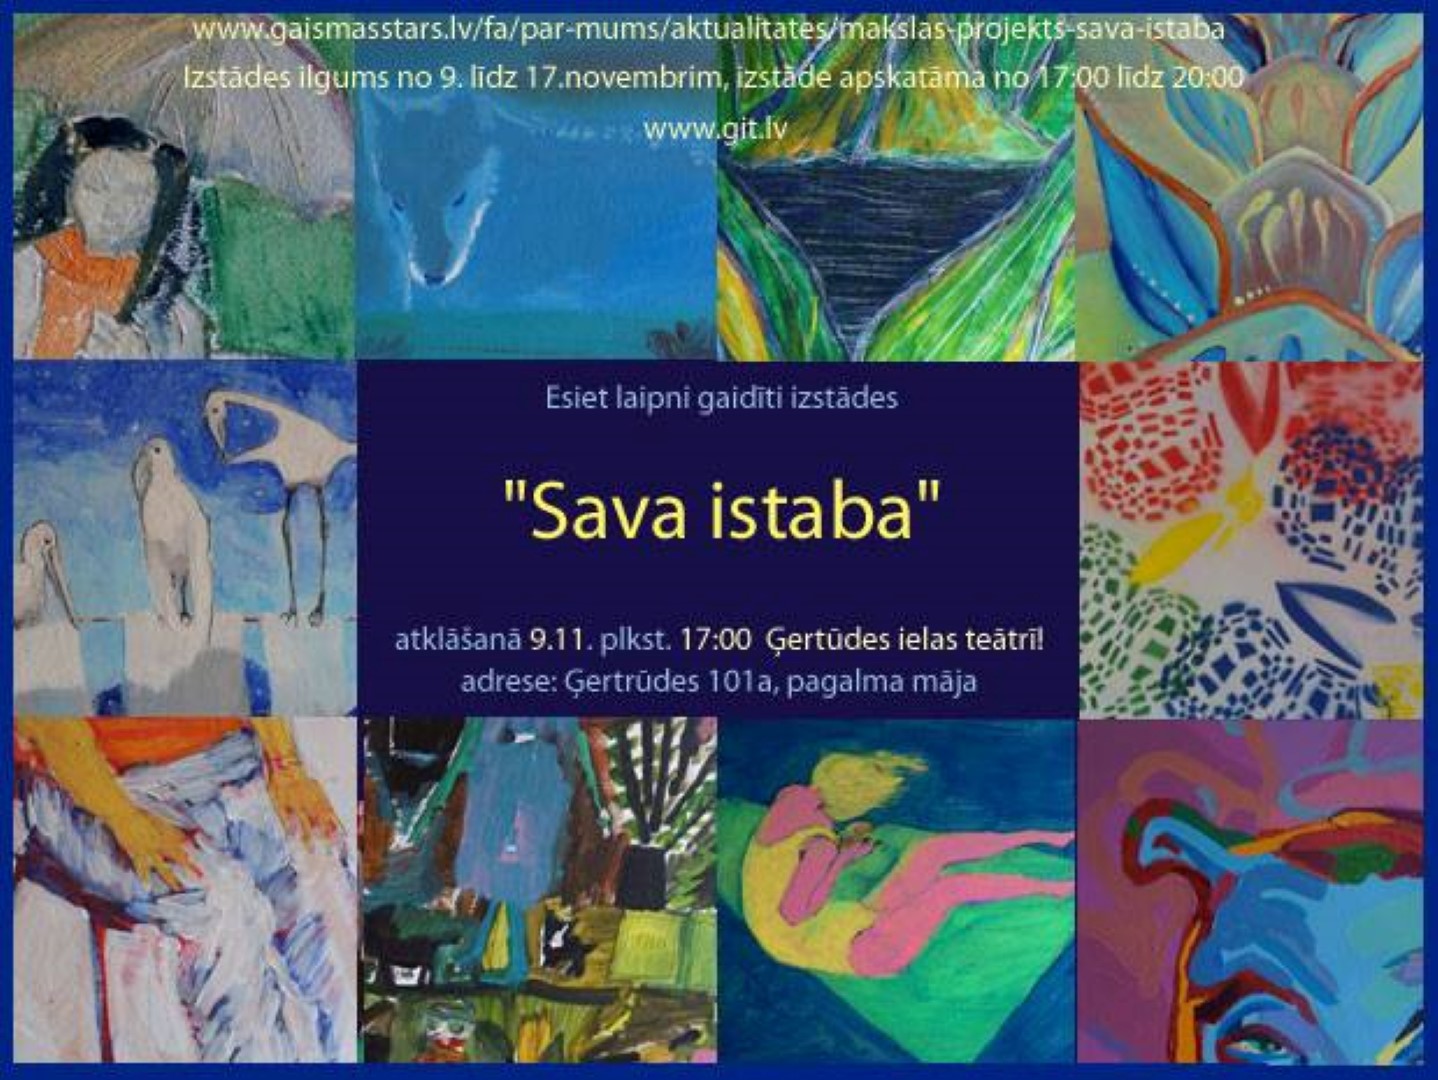 www.gaismasstars.lv/fa/par-mums/aktualitates/makslas-projekts-sava-istaba
Izstādes ilgums no 9. līdz 17.novembrim, izstāde apskatāma no 17:00 līdz 20:00
www.git.lv
Esiet laipni gaidīti izstādes
"Sava istaba"
atklāšanā 9.11. plkst. 17:00 Ģertūdes ielas teātrī!
adrese: Ģertrūdes 101a, pagalma māja